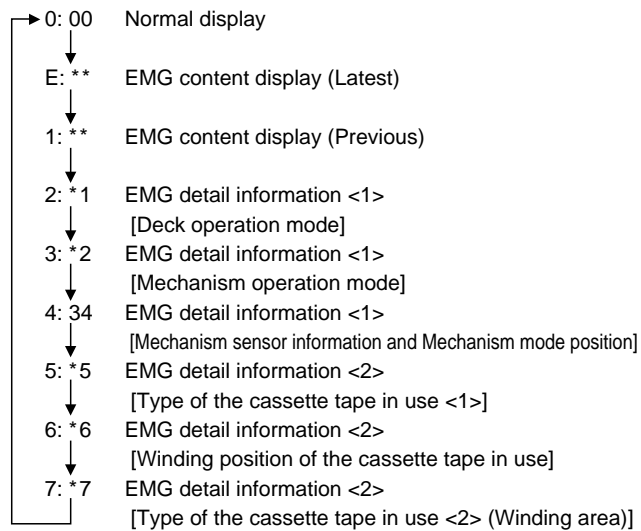 0: 00 Normal display
E: ** EMG content display (Latest)
1: ** EMG content display (Previous)
2: *1 EMG detail information <1>
[Deck operation mode]
3: *2 EMG detail information <1>
[Mechanism operation mode]
4: 34 EMG detail information <1>
[Mechanism sensor information and Mechanism mode position]
5: *5 EMG detail information <2>
[Type of the cassette tape in use <1>]
6: *6 EMG detail information <2>
[Winding position of the cassette tape in use]
7: *7 EMG detail information <2>
[Type of the cassette tape in use <2> (Winding area)]